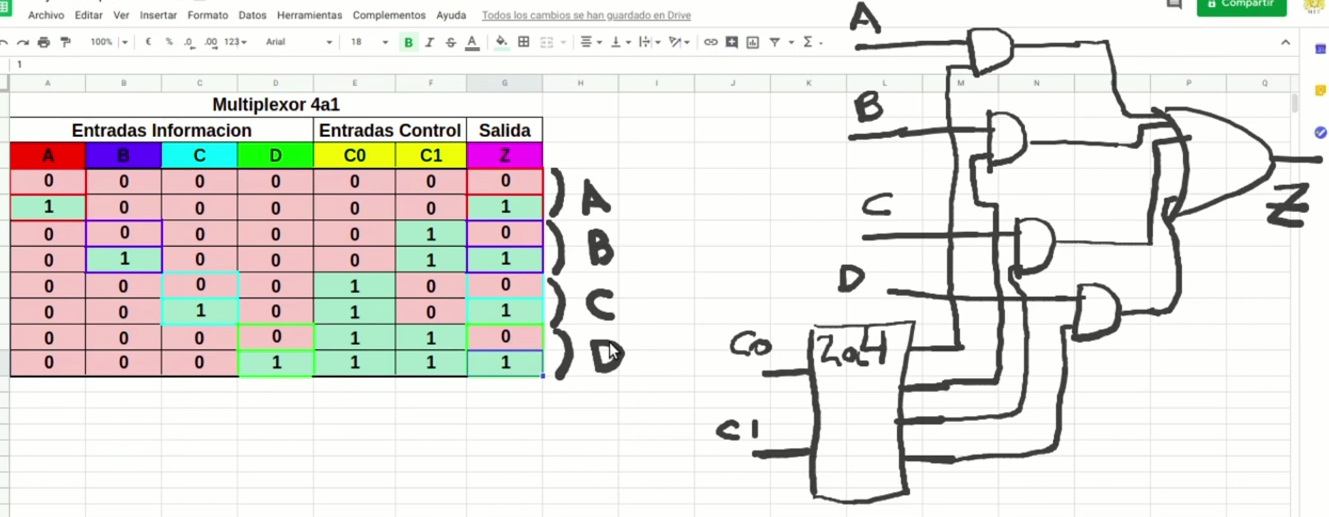 Compartir
Archivo Editar Ver Insertar Formato Datos Herramientas Complementos Ayuda Todos los cambios se han guardado en Drive
100% € % .0 .00 123 Arial 18 B I S A
1
A B C D E F G H I J K L M N P Q
Multiplexor 4a1
Entradas Informacion Entradas Control Salida
A B C D C0 C1 Z
0 0 0 0 0 0 0
1 0 0 0 0 0 1
0 0 0 0 0 1 0
0 1 0 0 0 1 1
0 0 0 0 1 0 0
0 0 1 0 1 0 1
0 0 0 0 1 1 0
0 0 0 1 1 1 1
A
B
C
D
A
B
C
D
Z
C0
C1
2a4